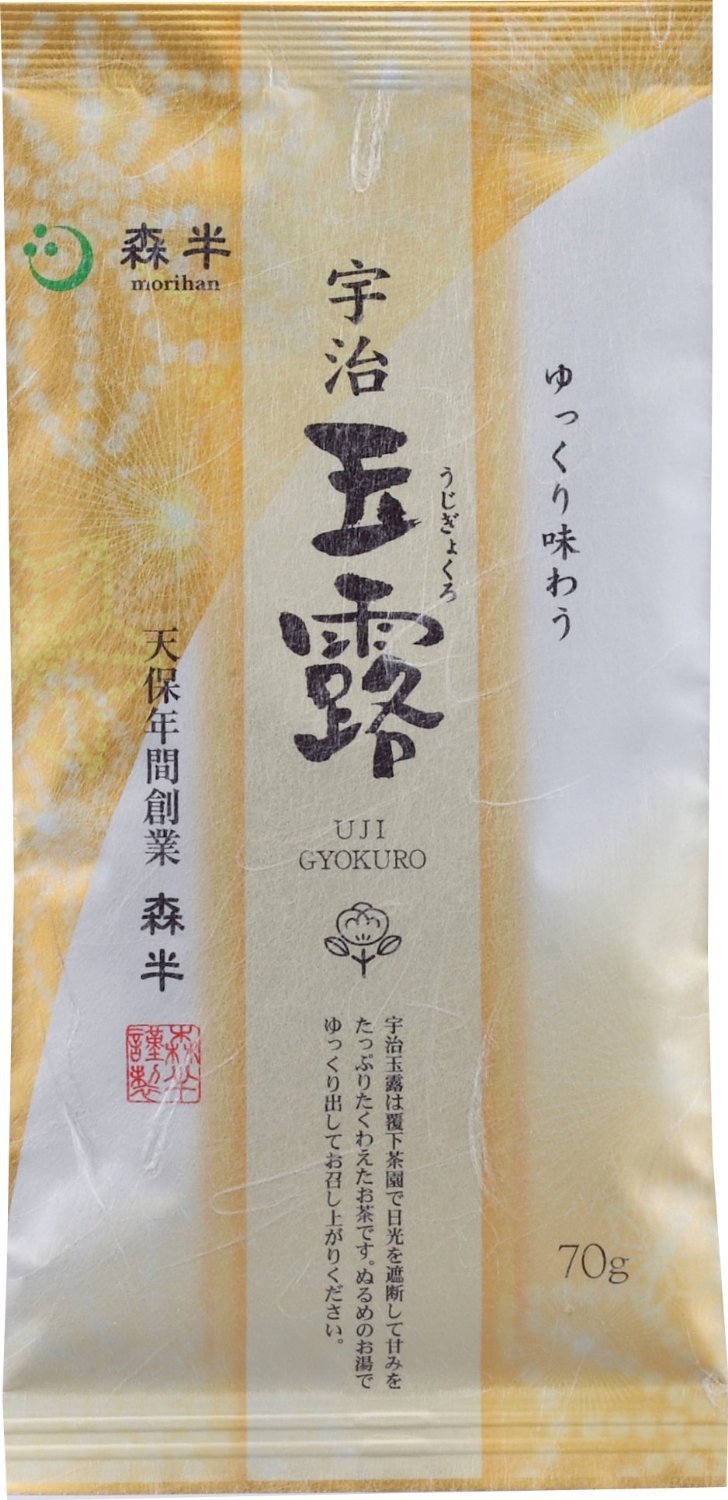 森半
morihan
宇治
玉露
うじぎょくろ
ゆっくり味わう
天保年間創業 森半
森半
謹製
UJI
GYOKURO
宇治玉露は覆下茶園で日光を遮断して甘みを
たっぷりたくわえたお茶です。ぬるめのお湯で
ゆっくり出してお召し上がりください。
70g